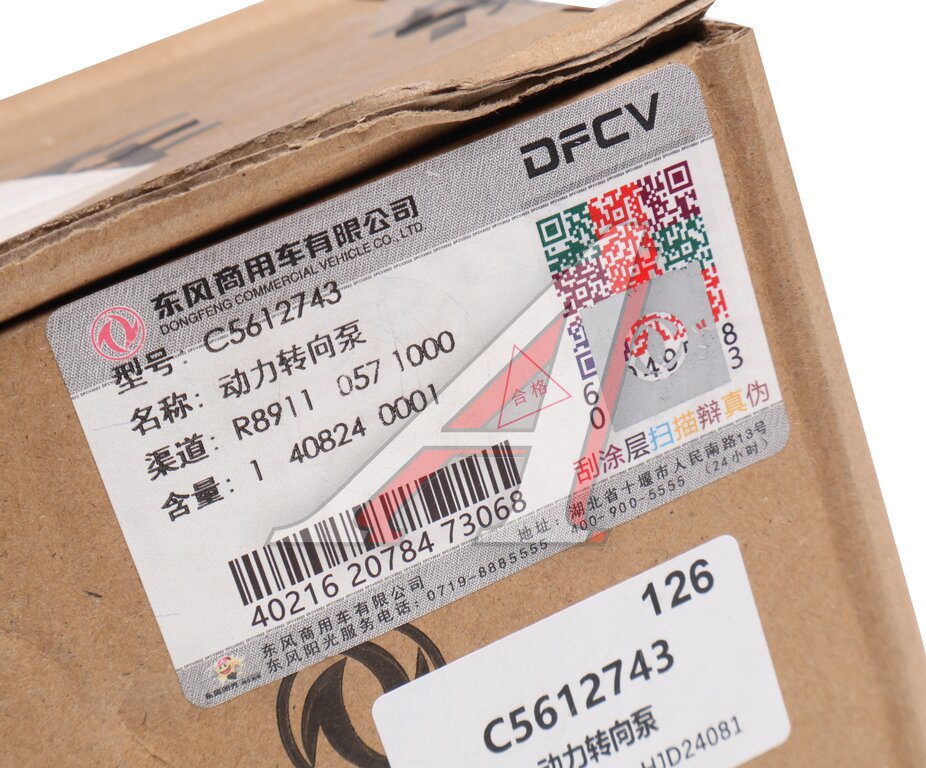 DFCV
东风商用车有限公司
DONGFENG COMMERCIAL VEHICLE CO., LTD
型号: C5612743
名称: 动力转向泵
渠道: R8911 057 1000
含量: 1 40824 0001
合格
60 83
刮涂层扫描辩真伪
40216 20784 73068
东风商用车有限公司 地址: 湖北省十堰市人民南路13号
东风阳光服务电话: 0719-8885555 400-900-5555 (24小时)
126
C5612743
动力转向泵
HJD24081